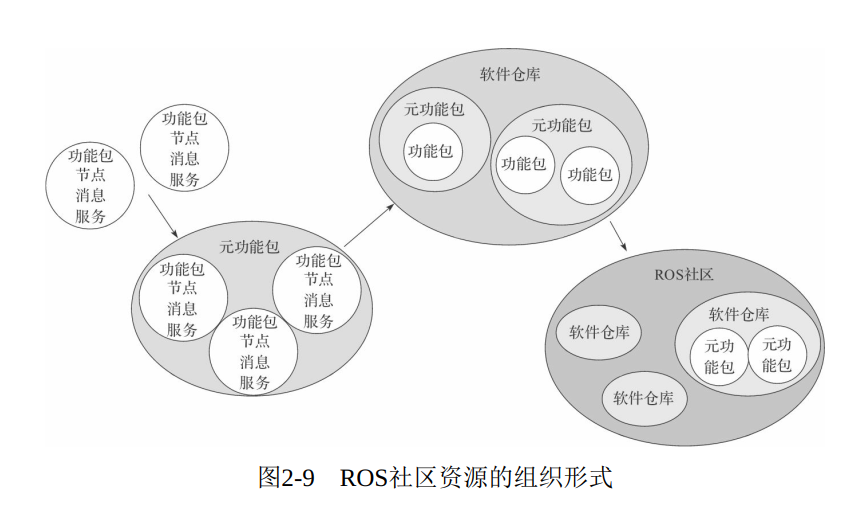 功能包
节点
消息
服务
功能包
节点
消息
服务
元功能包
功能包
节点
消息
服务
功能包
节点
消息
服务
功能包
节点
消息
服务
软件仓库
元功能包
功能包
元功能包
功能包
功能包
ROS社区
软件仓库
软件仓库
元功
能包
元功
能包
软件仓库
图2-9 ROS社区资源的组织形式